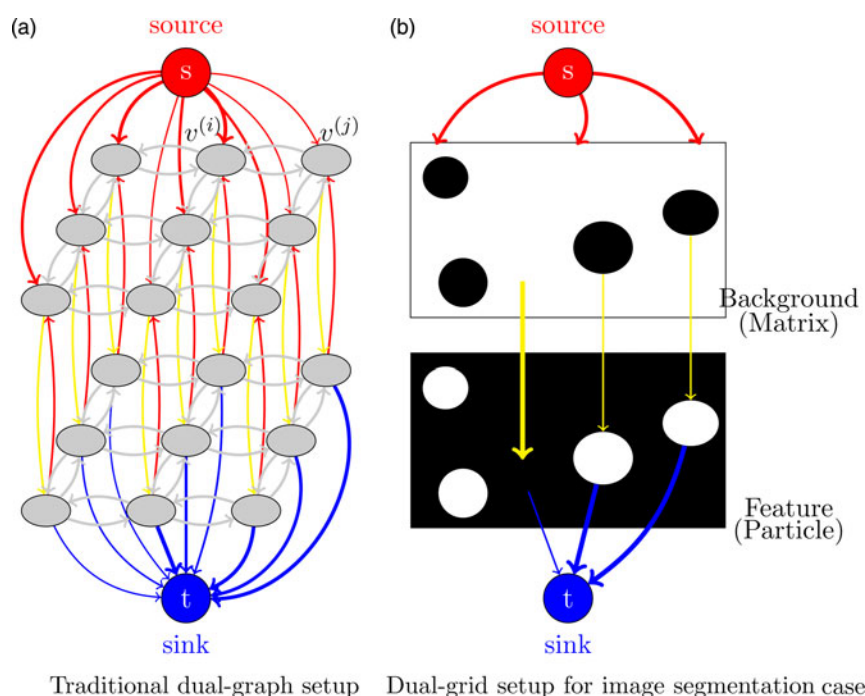 (a)
source
s
v(i)
v(j)
t
sink
Traditional dual-graph setup
(b)
source
s
Background
(Matrix)
Feature
(Particle)
t
sink
Dual-grid setup for image segmentation case